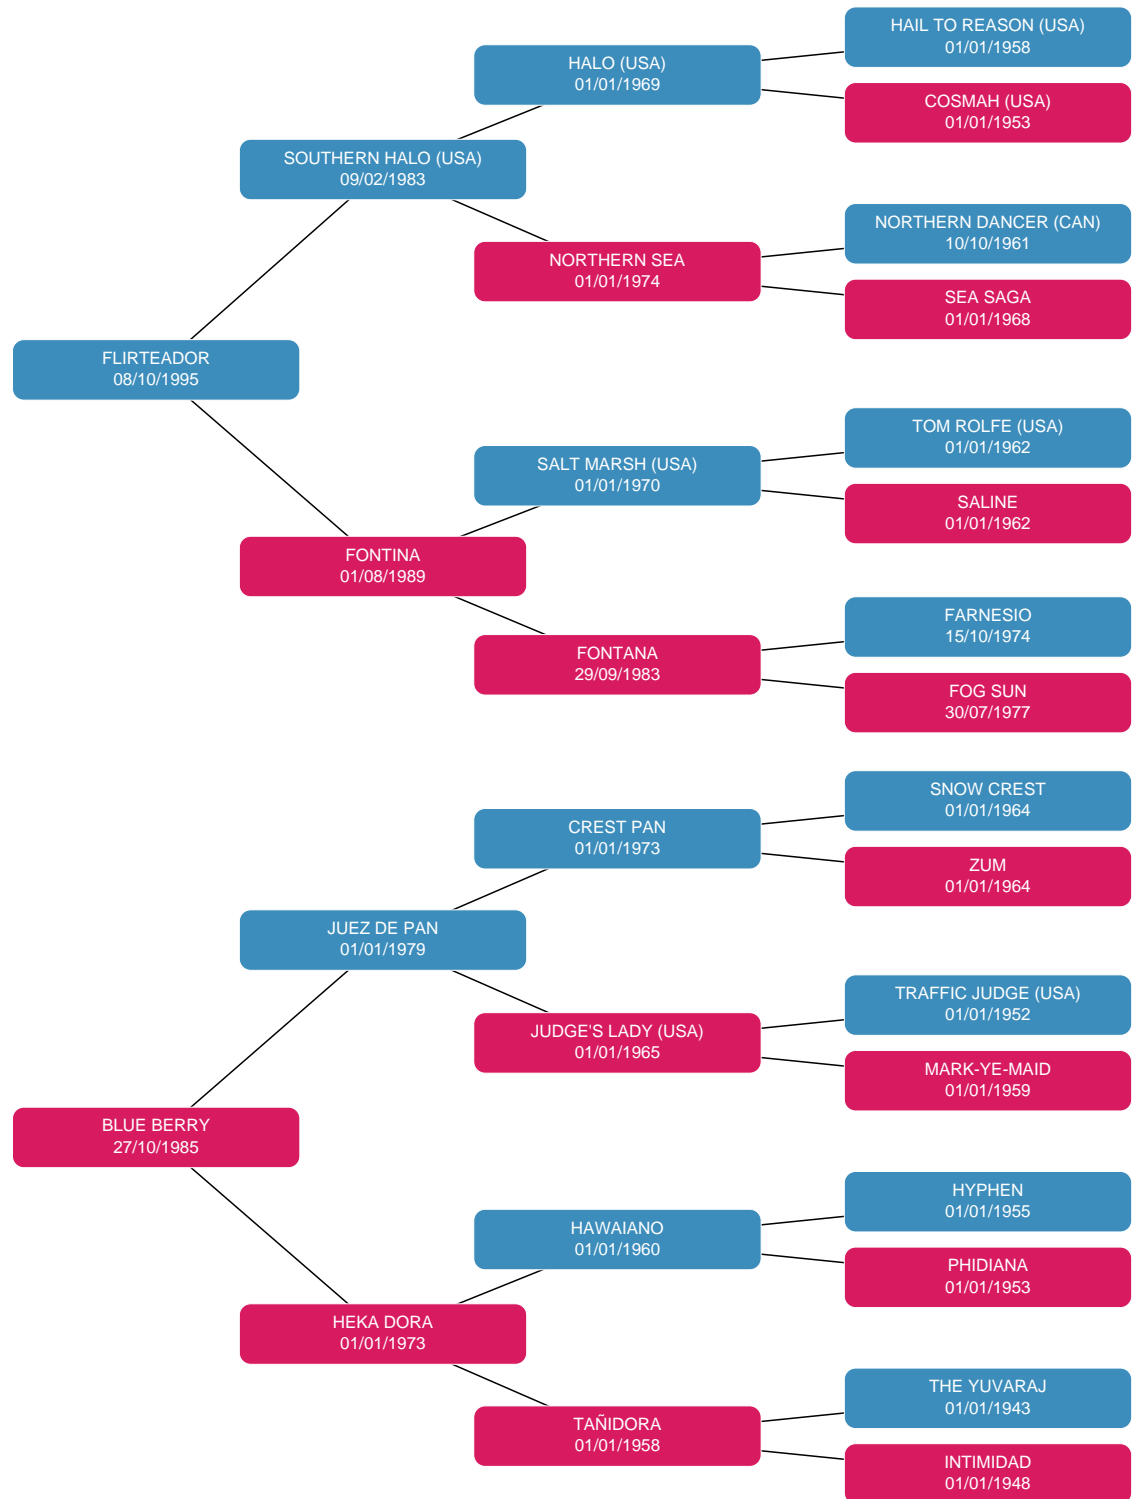 HAIL TO REASON (USA)
01/01/1958
HALO (USA)
01/01/1969
COSMAH (USA)
01/01/1953
SOUTHERN HALO (USA)
09/02/1983
NORTHERN DANCER (CAN)
10/10/1961
NORTHERN SEA
01/01/1974
SEA SAGA
01/01/1968
FLIRTEADOR
08/10/1995
TOM ROLFE (USA)
01/01/1962
SALT MARSH (USA)
01/01/1970
SALINE
01/01/1962
FONTINA
01/08/1989
FARNESIO
15/10/1974
FONTANA
29/09/1983
FOG SUN
30/07/1977
SNOW CREST
01/01/1964
CREST PAN
01/01/1973
ZUM
01/01/1964
JUEZ DE PAN
01/01/1979
TRAFFIC JUDGE (USA)
01/01/1952
JUDGE'S LADY (USA)
01/01/1965
MARK-YE-MAID
01/01/1959
BLUE BERRY
27/10/1985
HYPHEN
01/01/1955
HAWAIANO
01/01/1960
PHIDIANA
01/01/1953
HEKA DORA
01/01/1973
THE YUVARAJ
01/01/1943
TAÑIDORA
01/01/1958
INTIMIDAD
01/01/1948